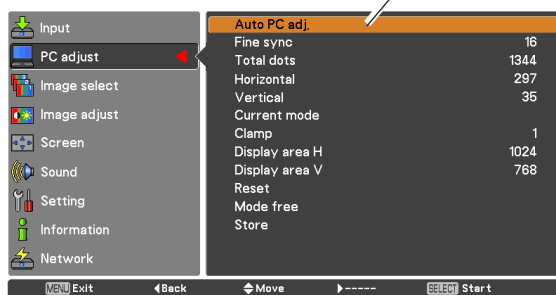 Input
PC adjust
Image select
Image adjust
Screen
Sound
Setting
Information
Network
Auto PC adj.
Fine sync 16
Total dots 1344
Horizontal 297
Vertical 35
Current mode
Clamp 1
Display area H 1024
Display area V 768
Reset
Mode free
Store
MENU Exit Back Move ----- SELECT Start